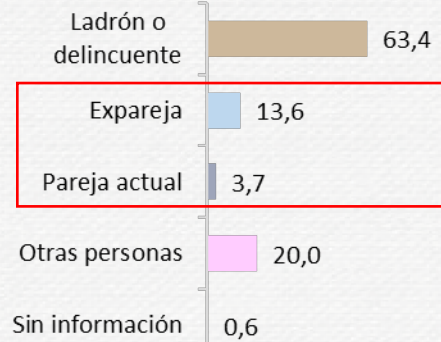 Ladrón o
delincuente
63,4
Expareja
13,6
Pareja actual
3,7
Otras personas
20,0
Sin información
0,6